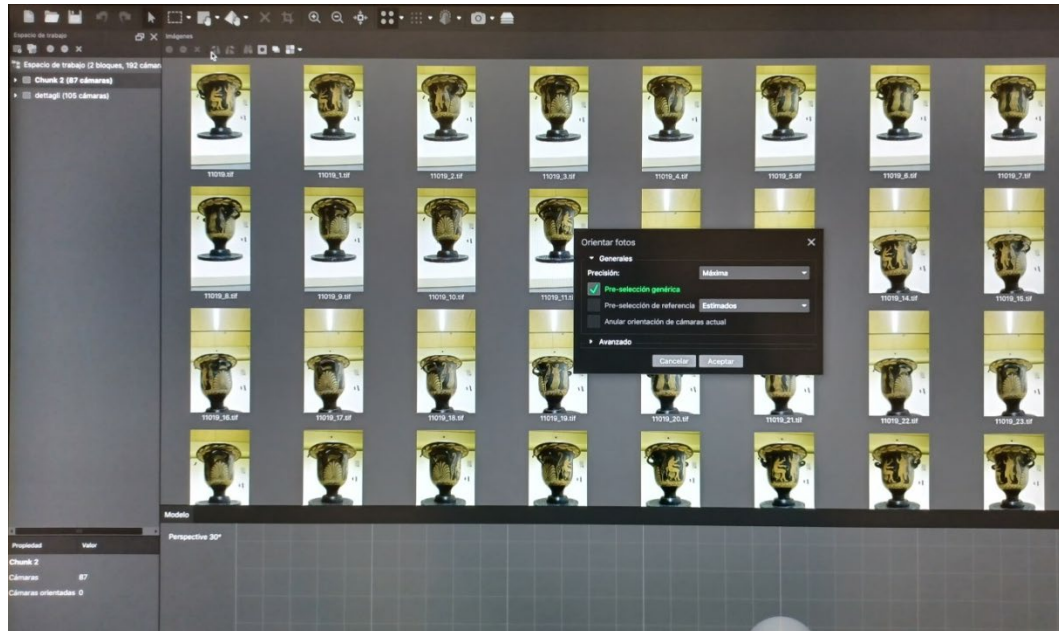 Espacio de trabajo
Imágenes
Espacio de trabajo (2 bloques, 192 cámar
Chunk 2 (87 cámaras)
dettagli (105 cámaras)
11019.tif
11019_1.tif
11019_2.tif
11019_3.tif
11019_4.tif
11019_5.tif
11019_6.tif
11019_7.tif
11019_8.tif
11019_9.tif
11019_10.tif
11019_11.ti
11019_14.tif
11019_15.tif
Orientar fotos
Generales
Precisión:
Máxima
Pre-selección genérica
Pre-selección de referencia
Estimados
Anular orientación de cámaras actual
Avanzado
Cancelar
Aceptar
11019_16.tif
11019_17.tif
11019_18.tif
11019_19.tif
11019_20.tif
11019_21.tif
11019_22.tif
11019_23.tif
Modelo
Perspective 30°
Propiedad
Valor
Chunk 2
Cámaras
87
Cámaras orientadas
0